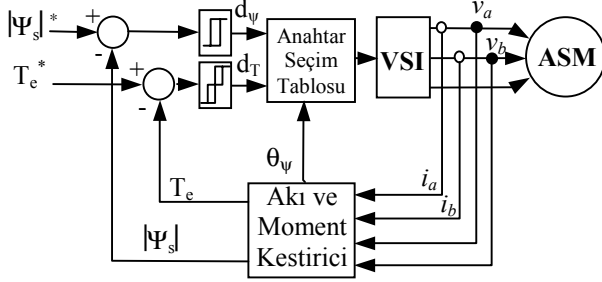 |Ψs| *
+
-
dψ
va
Te*
+
-
dT
Anahtar
Seçim
Tablosu
VSI
vb
ASM
θψ
Te
|Ψs|
Akı ve
Moment
Kestirici
ia
ib